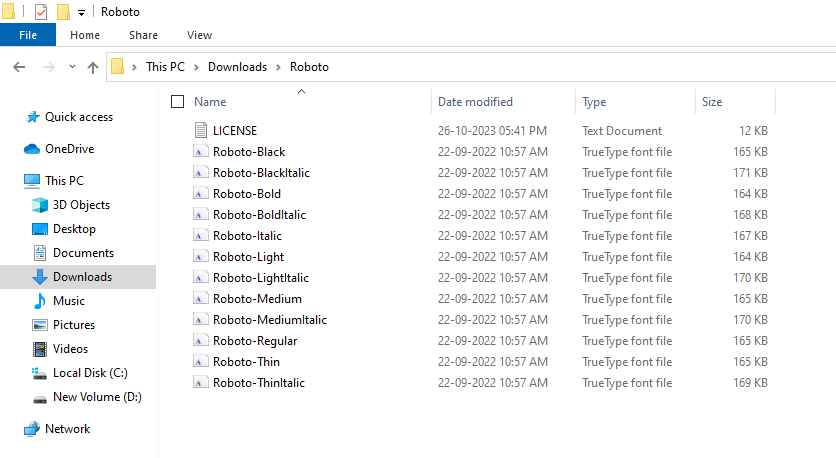 Roboto
File Home Share View
This PC Downloads Roboto
Name Date modified Type Size
Quick access
OneDrive
This PC
3D Objects
Desktop
Documents
Downloads
Music
Pictures
Videos
Local Disk (C:)
New Volume (D:)
Network
LICENSE 26-10-2023 05:41 PM Text Document 12 KB
Roboto-Black 22-09-2022 10:57 AM TrueType font file 165 KB
Roboto-BlackItalic 22-09-2022 10:57 AM TrueType font file 171 KB
Roboto-Bold 22-09-2022 10:57 AM TrueType font file 164 KB
Roboto-BoldItalic 22-09-2022 10:57 AM TrueType font file 168 KB
Roboto-Italic 22-09-2022 10:57 AM TrueType font file 167 KB
Roboto-Light 22-09-2022 10:57 AM TrueType font file 164 KB
Roboto-LightItalic 22-09-2022 10:57 AM TrueType font file 170 KB
Roboto-Medium 22-09-2022 10:57 AM TrueType font file 165 KB
Roboto-MediumItalic 22-09-2022 10:57 AM TrueType font file 170 KB
Roboto-Regular 22-09-2022 10:57 AM TrueType font file 165 KB
Roboto-Thin 22-09-2022 10:57 AM TrueType font file 165 KB
Roboto-ThinItalic 22-09-2022 10:57 AM TrueType font file 169 KB